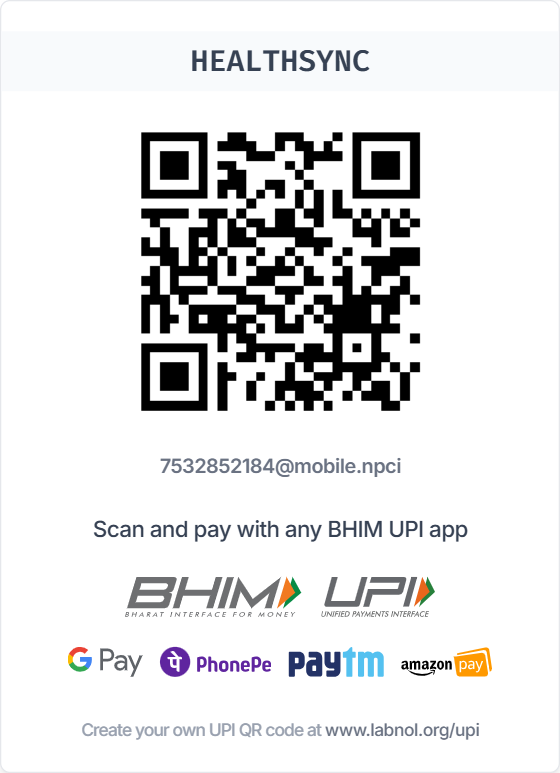 HEALTHSYNC
7532852184@mobile.npci
Scan and pay with any BHIM UPI app
BHIM UPI
BHARAT INTERFACE FOR MONEY UNIFIED PAYMENTS INTERFACE
G Pay पे PhonePe paytm amazon pay
Create your own UPI QR code at www.labnol.org/upi